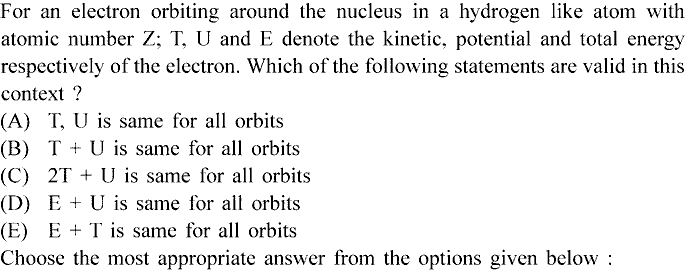 For an electron orbiting around the nucleus in a hydrogen like atom with
atomic number Z; T, U and E denote the kinetic, potential and total energy
respectively of the electron. Which of the following statements are valid in this
context ?
(A) T, U is same for all orbits
(B) T + U is same for all orbits
(C) 2T + U is same for all orbits
(D) E + U is same for all orbits
(E) E + T is same for all orbits
Choose the most appropriate answer from the options given below :